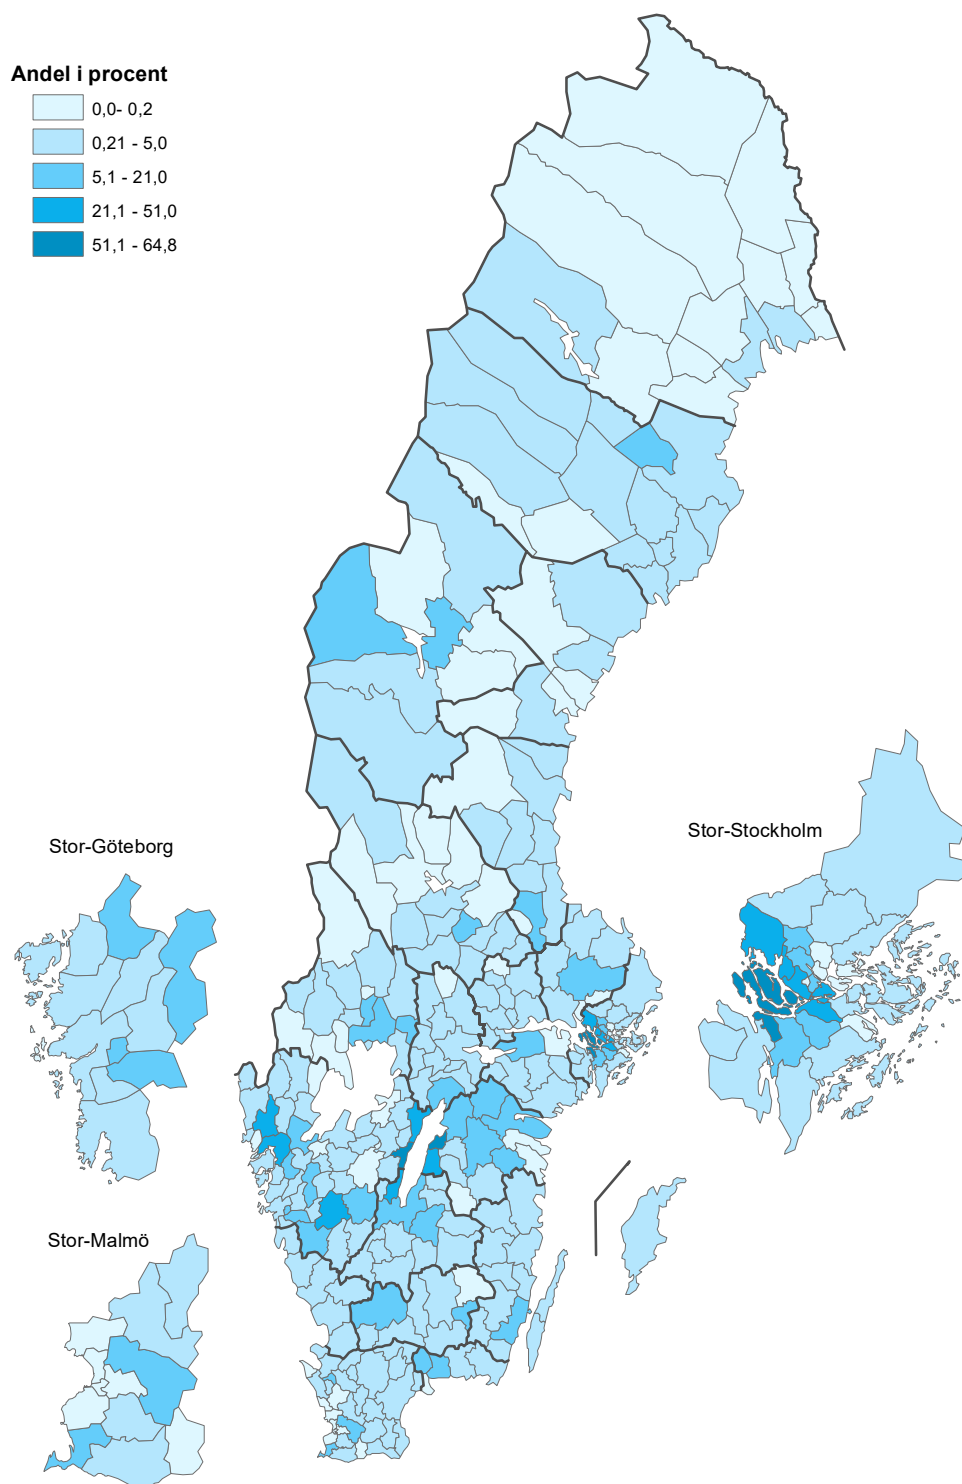 Andel i procent
0,0- 0,2
0,21 - 5,0
5,1 - 21,0
21,1 - 51,0
51,1 - 64,8
Stor-Stockholm
Stor-Göteborg
Stor-Malmö